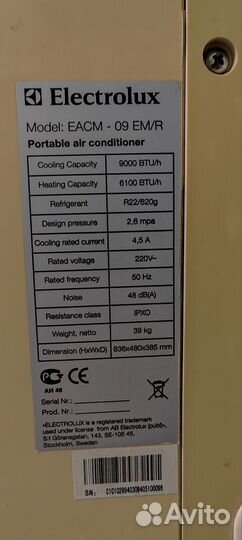 Electrolux
Model: EACM - 09 EM/R
Portable air conditioner
Cooling Capacity 9000 BTU/h
Heating Capacity 6100 BTU/h
Refrigerant R22/620g
Design pressure 2,6 mpa
Cooling rated current 4,5 A
Rated voltage 220V~
Rated frequency 50 Hz
Noise 48 dB(A)
Resistance class IPXO
Weight, netto 39 kg
Dimension (HxWxD) 836x480x385 mm
CE
АИ 46
Serial Nr.:
Prod. Nr.:
«ELECTROLUX is a registered trademark
used under license from AB Electrolux (publ)»
S:t Göransgatan, 143, SE-105 45,
Stockholm, Sweden
SN: C101028940308405100096
Avito